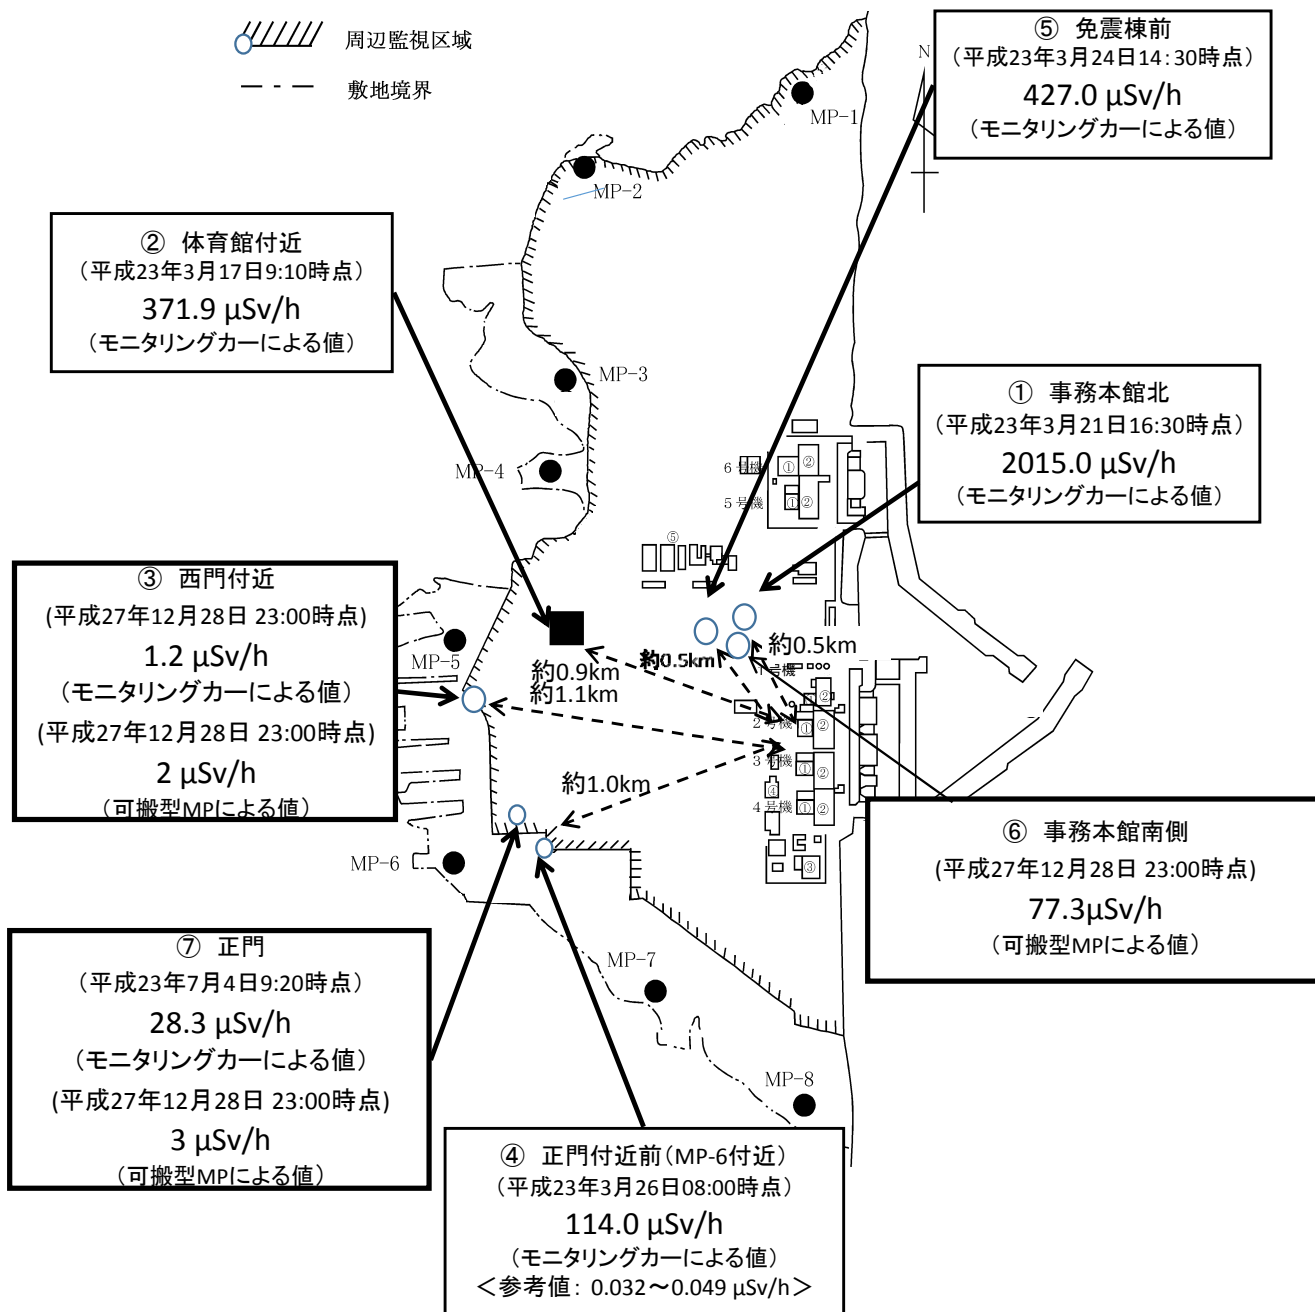 周辺監視区域
敷地境界
⑤ 免震棟前
(平成23年3月24日14:30時点)
427.0 μSv/h
(モニタリングカーによる値)
N
MP-1
MP-2
② 体育館付近
(平成23年3月17日9:10時点)
371.9 μSv/h
(モニタリングカーによる値)
MP-3
① 事務本館北
(平成23年3月21日16:30時点)
2015.0 μSv/h
(モニタリングカーによる値)
MP-4
6号機
① ②
5号機
① ②
⑤
③ 西門付近
(平成27年12月28日 23:00時点)
1.2 μSv/h
(モニタリングカーによる値)
(平成27年12月28日 23:00時点)
2 μSv/h
(可搬型MPによる値)
MP-5
約0.9km
約1.1km
約0.5km
約0.5km
1号機
②
2号機
① ②
3号機
① ②
④
4号機
① ②
③
約1.0km
MP-6
⑥ 事務本館南側
(平成27年12月28日 23:00時点)
77.3μSv/h
(可搬型MPによる値)
⑦ 正門
(平成23年7月4日9:20時点)
28.3 μSv/h
(モニタリングカーによる値)
(平成27年12月28日 23:00時点)
3 μSv/h
(可搬型MPによる値)
MP-7
MP-8
④ 正門付近前(MP-6付近)
(平成23年3月26日08:00時点)
114.0 μSv/h
(モニタリングカーによる値)
<参考値: 0.032～0.049 μSv/h>